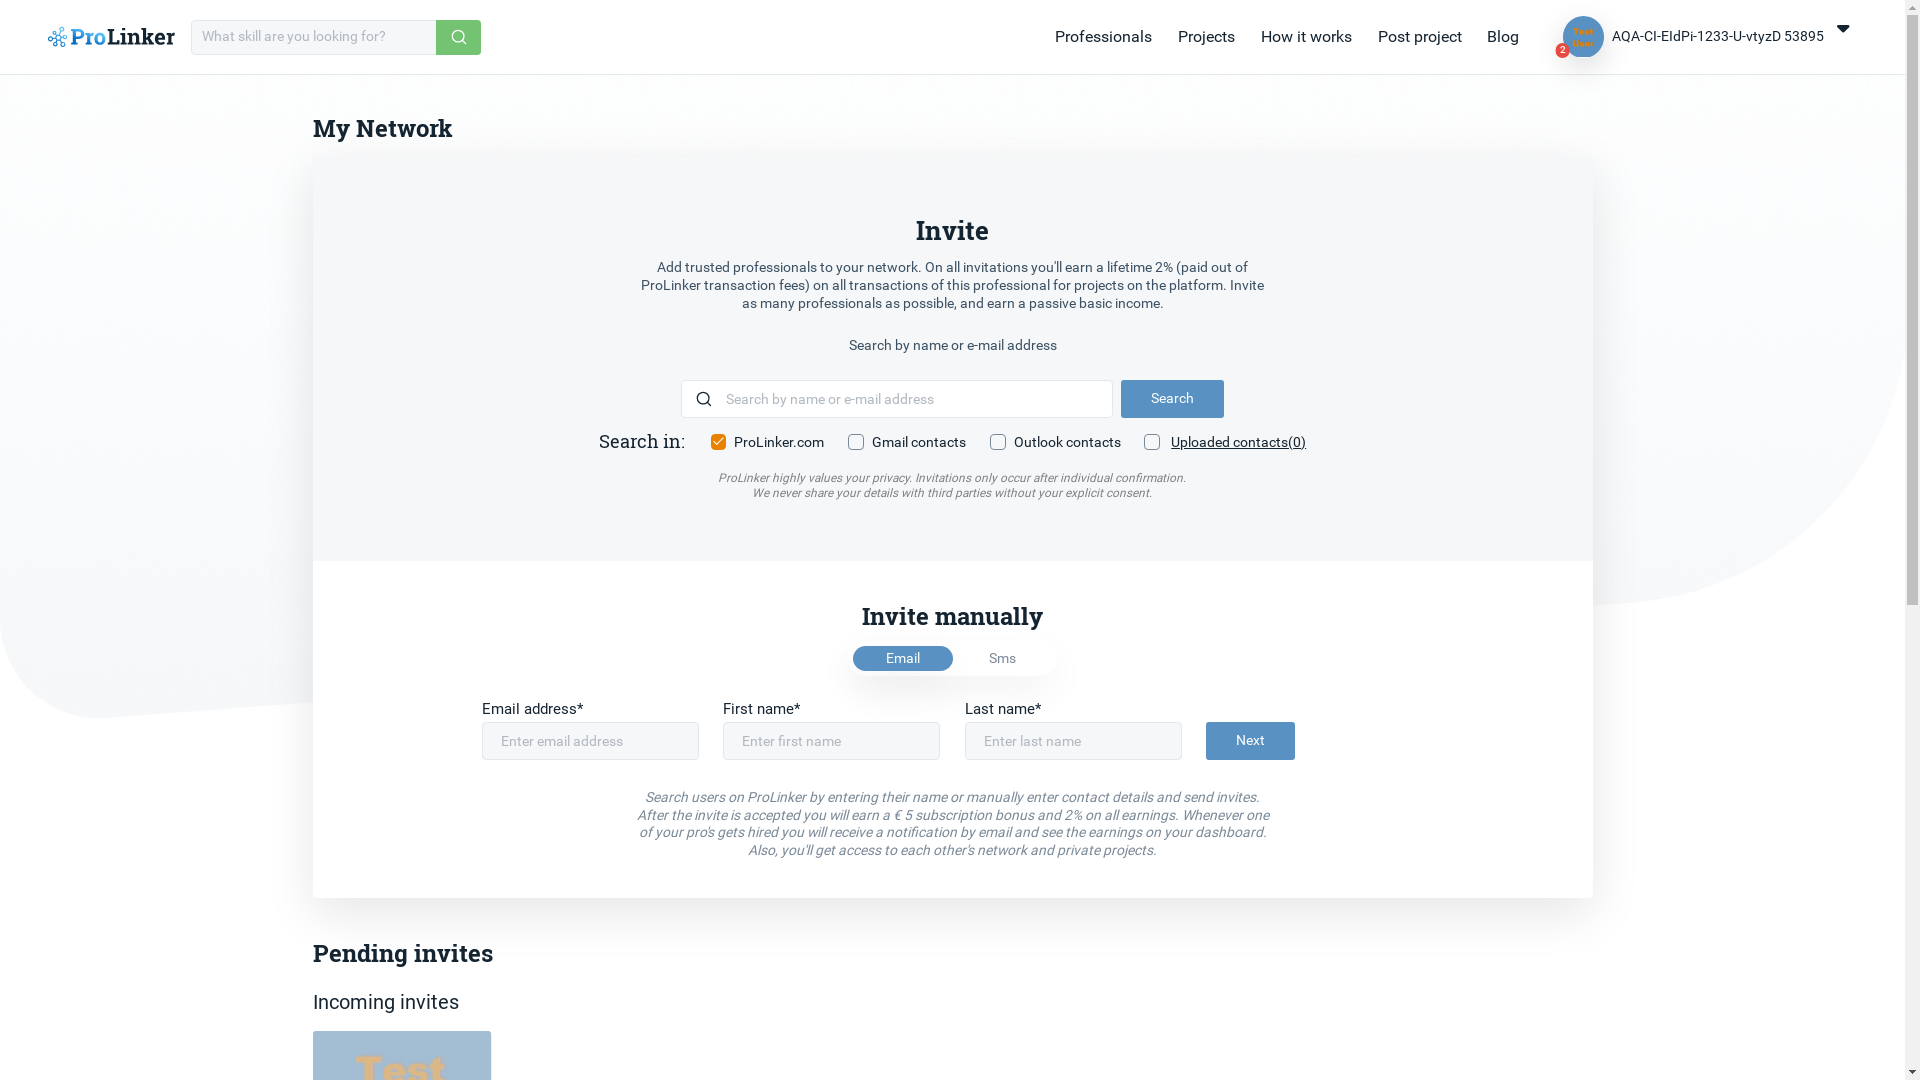 ProLinker
What skill are you looking for?
Professionals
Projects
How it works
Post project
Blog
Test
User
2
AQA-CI-EIdPi-1233-U-vtyzD 53895
My Network
Invite
Add trusted professionals to your network. On all invitations you'll earn a lifetime 2% (paid out of
ProLinker transaction fees) on all transactions of this professional for projects on the platform. Invite
as many professionals as possible, and earn a passive basic income.
Search by name or e-mail address
Search by name or e-mail address
Search
Search in:
ProLinker.com
Gmail contacts
Outlook contacts
Uploaded contacts(0)
ProLinker highly values your privacy. Invitations only occur after individual confirmation.
We never share your details with third parties without your explicit consent.
Invite manually
Email
Sms
Email address*
First name*
Last name*
Enter email address
Enter first name
Enter last name
Next
Search users on ProLinker by entering their name or manually enter contact details and send invites.
After the invite is accepted you will earn a € 5 subscription bonus and 2% on all earnings. Whenever one
of your pro's gets hired you will receive a notification by email and see the earnings on your dashboard.
Also, you'll get access to each other's network and private projects.
Pending invites
Incoming invites
Test